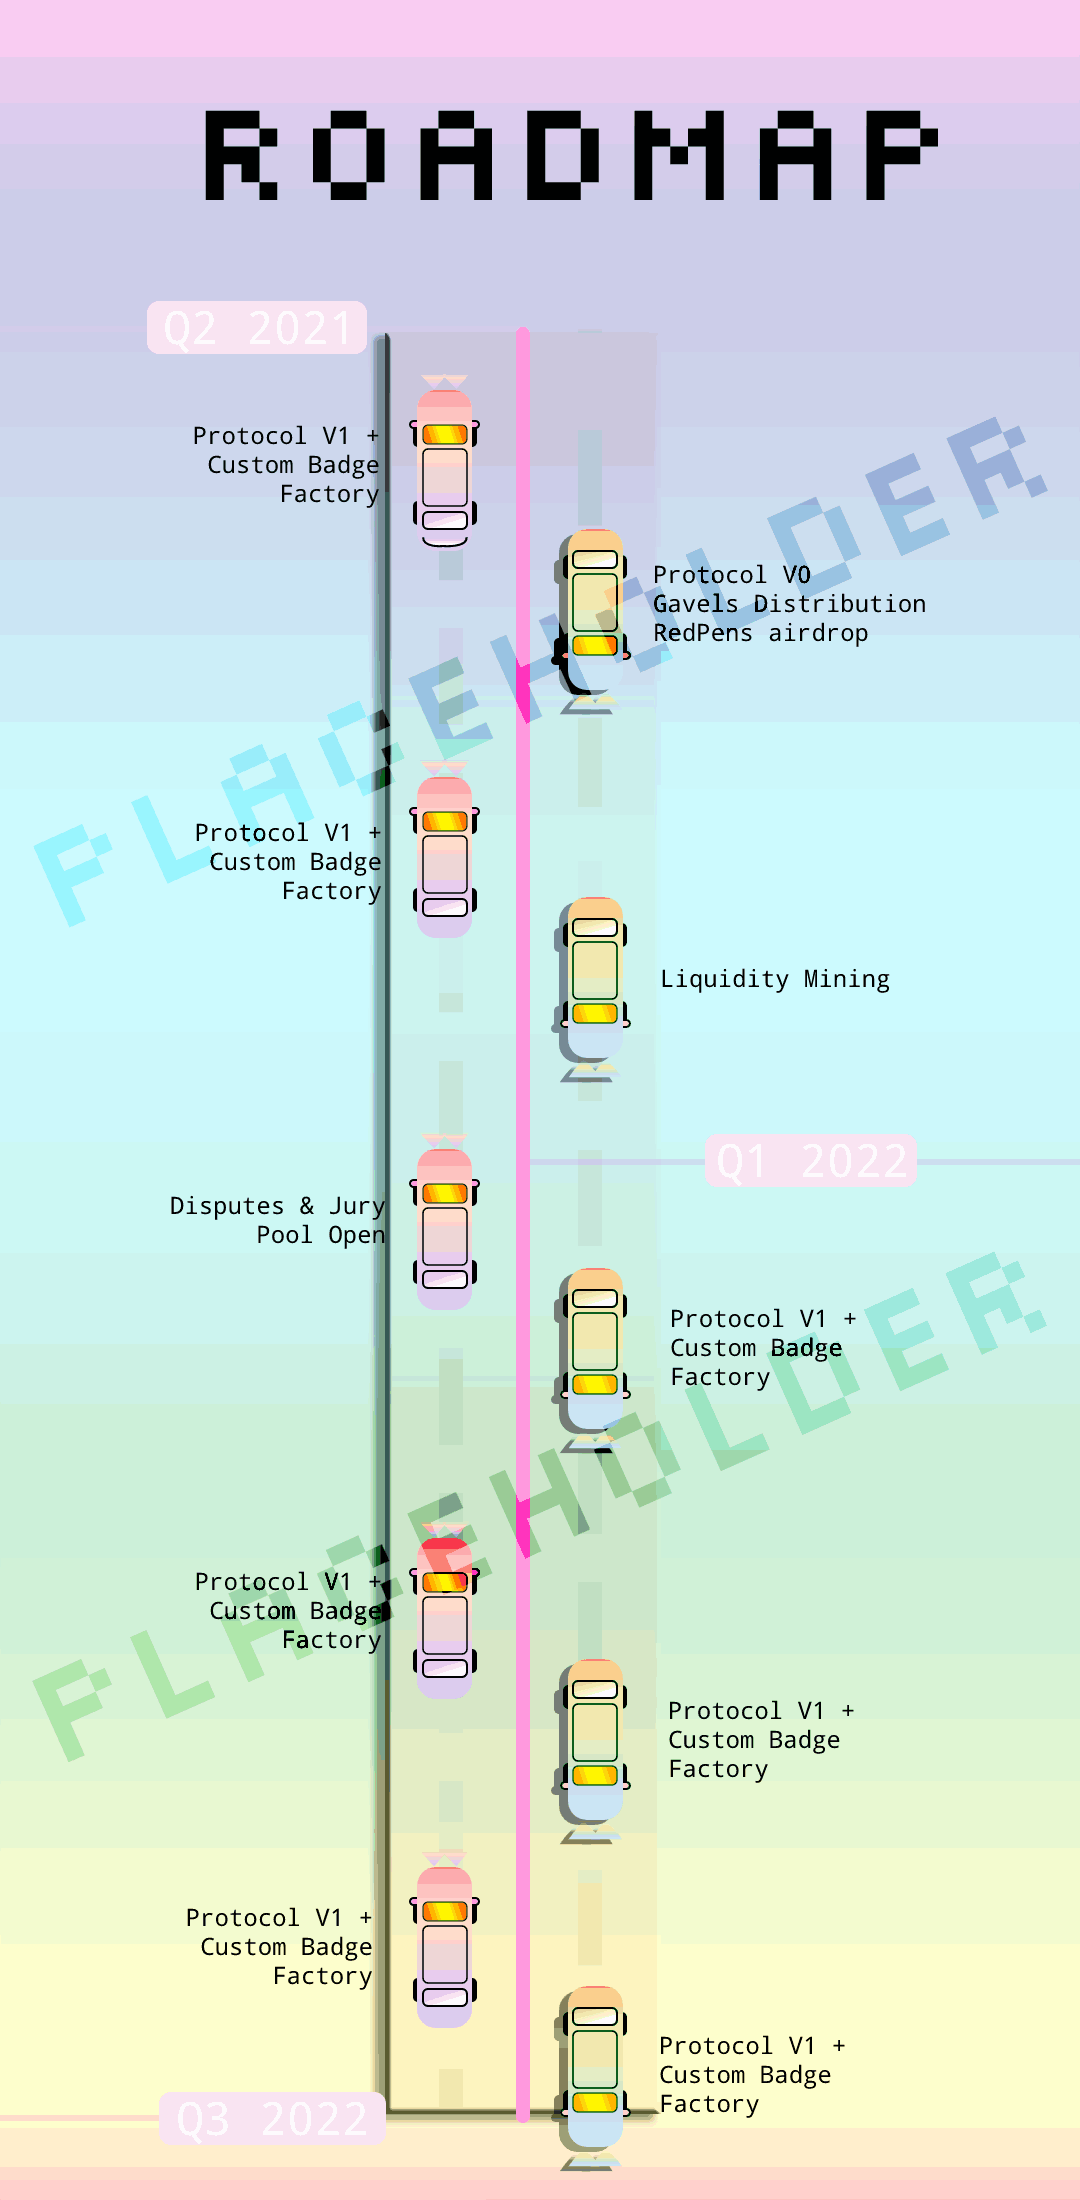 ROADMAP
Q2 2021
Protocol V1 +
Custom Badge
Factory
Protocol V0
Gavels Distribution
RedPens airdrop
PLACEHOLDER
Protocol V1 +
Custom Badge
Factory
Liquidity Mining
Q1 2022
Disputes & Jury
Pool Open
Protocol V1 +
Custom Badge
Factory
PLACEHOLDER
Protocol V1 +
Custom Badge
Factory
Protocol V1 +
Custom Badge
Factory
Protocol V1 +
Custom Badge
Factory
Protocol V1 +
Custom Badge
Factory
Q3 2022